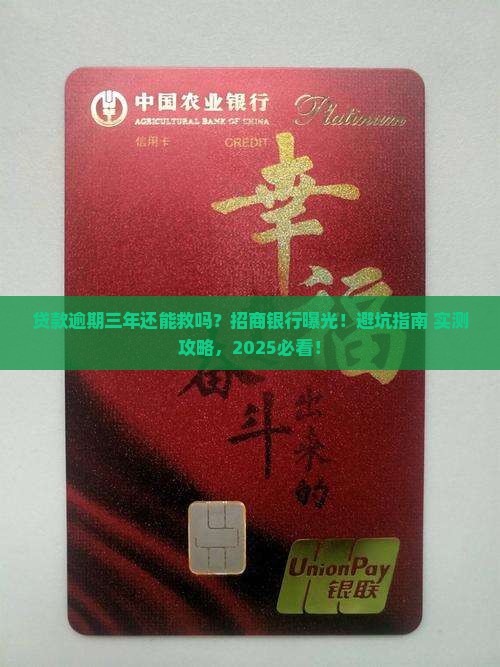 中国农业银行
AGRICULTURAL BANK OF CHINA
Platinum
信用卡
CREDIT
幸
福
贷款逾期三年还能救吗？招商银行曝光！避坑指南 实测
攻略，2025必看！
奋
斗
出来的
UnionPay
银联